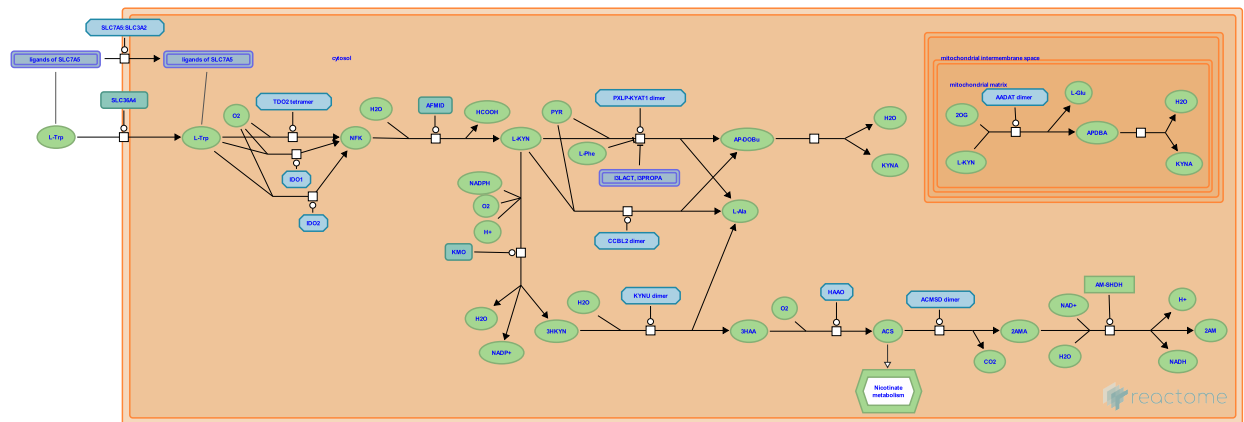 SLC7A5:SLC3A2
ligands of SLC7A5
ligands of SLC7A5
cytosol
mitochondrial intermembrane space
mitochondrial matrix
SLC36A4
TDO2 tetramer
O2
H2O
AFMID
HCOOH
PYR
PXLP-KYAT1 dimer
AADAT dimer
L-Glu
2OG
H2O
H2O
L-Trp
L-Trp
NFK
L-KYN
AP-DOBu
APDBA
L-Phe
L-KYN
KYNA
KYNA
IDO1
I3LACT, I3PROPA
NADPH
O2
L-Ala
IDO2
H+
CCBL2 dimer
KMO
H2O
KYNU dimer
HAAO
ACMSD dimer
AM-SHDH
O2
NAD+
H+
H2O
3HKYN
3HAA
ACS
2AMA
2AM
NADP+
CO2
H2O
NADH
Nicotinate
metabolism
reactome